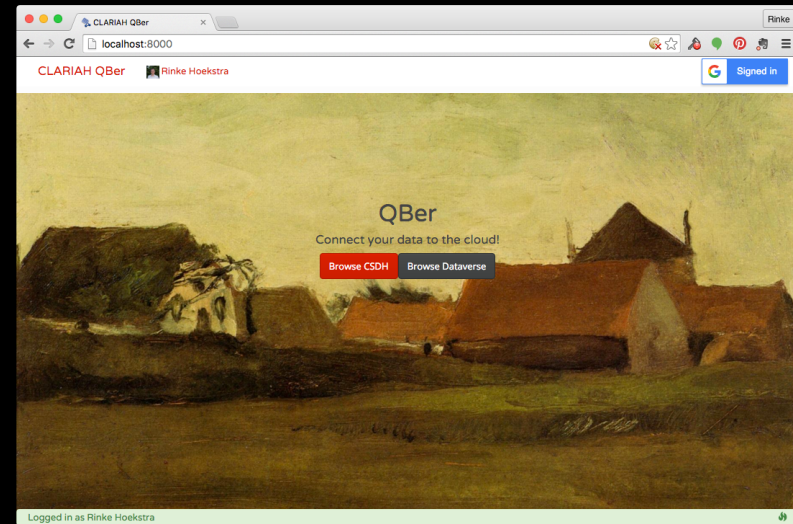 CLARIAH QBer
Rinke
localhost:8000
CLARIAH QBer
Rinke Hoekstra
Signed in
QBer
Connect your data to the cloud!
Browse CSDH
Browse Dataverse
Logged in as Rinke Hoekstra